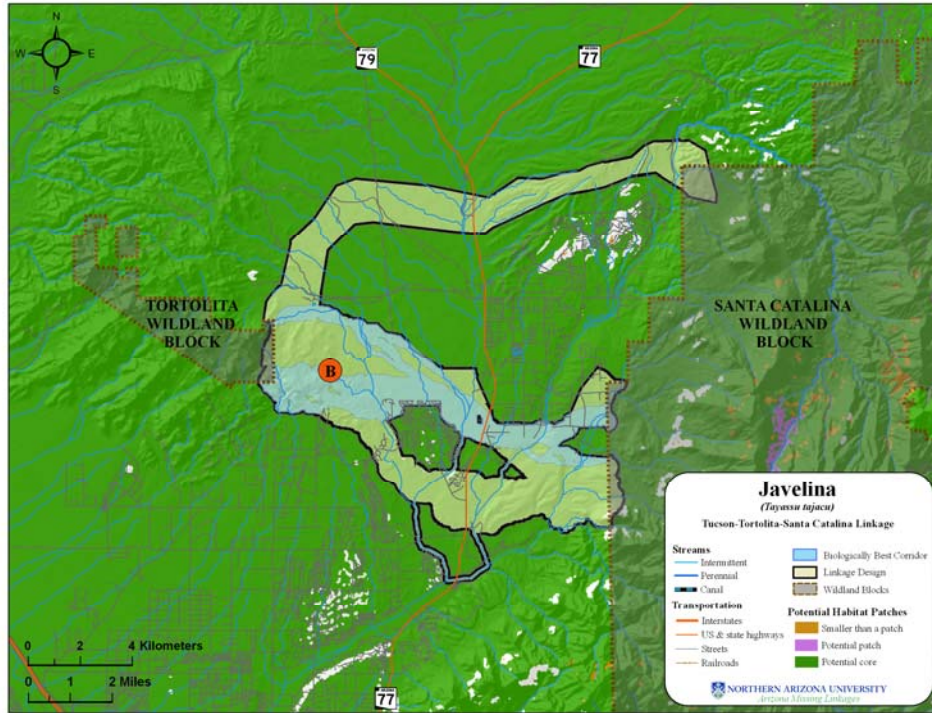 N
W E
S
79
77
TORTOLITA
WILDLAND
BLOCK
SANTA CATALINA
WILDLAND
BLOCK
B
0 2 4 Kilometers
0 1 2 Miles
77
Javelina
(Tayassu tajacu)
Tucson-Tortolita-Santa Catalina Linkage
Streams
Intermittent
Perennial
Canal
Transportation
Interstates
US & state highways
Streets
Railroads
Biologically Best Corridor
Linkage Design
Wildland Blocks
Potential Habitat Patches
Smaller than a patch
Potential patch
Potential core
NORTHERN ARIZONA UNIVERSITY
Arizona Missing Linkages